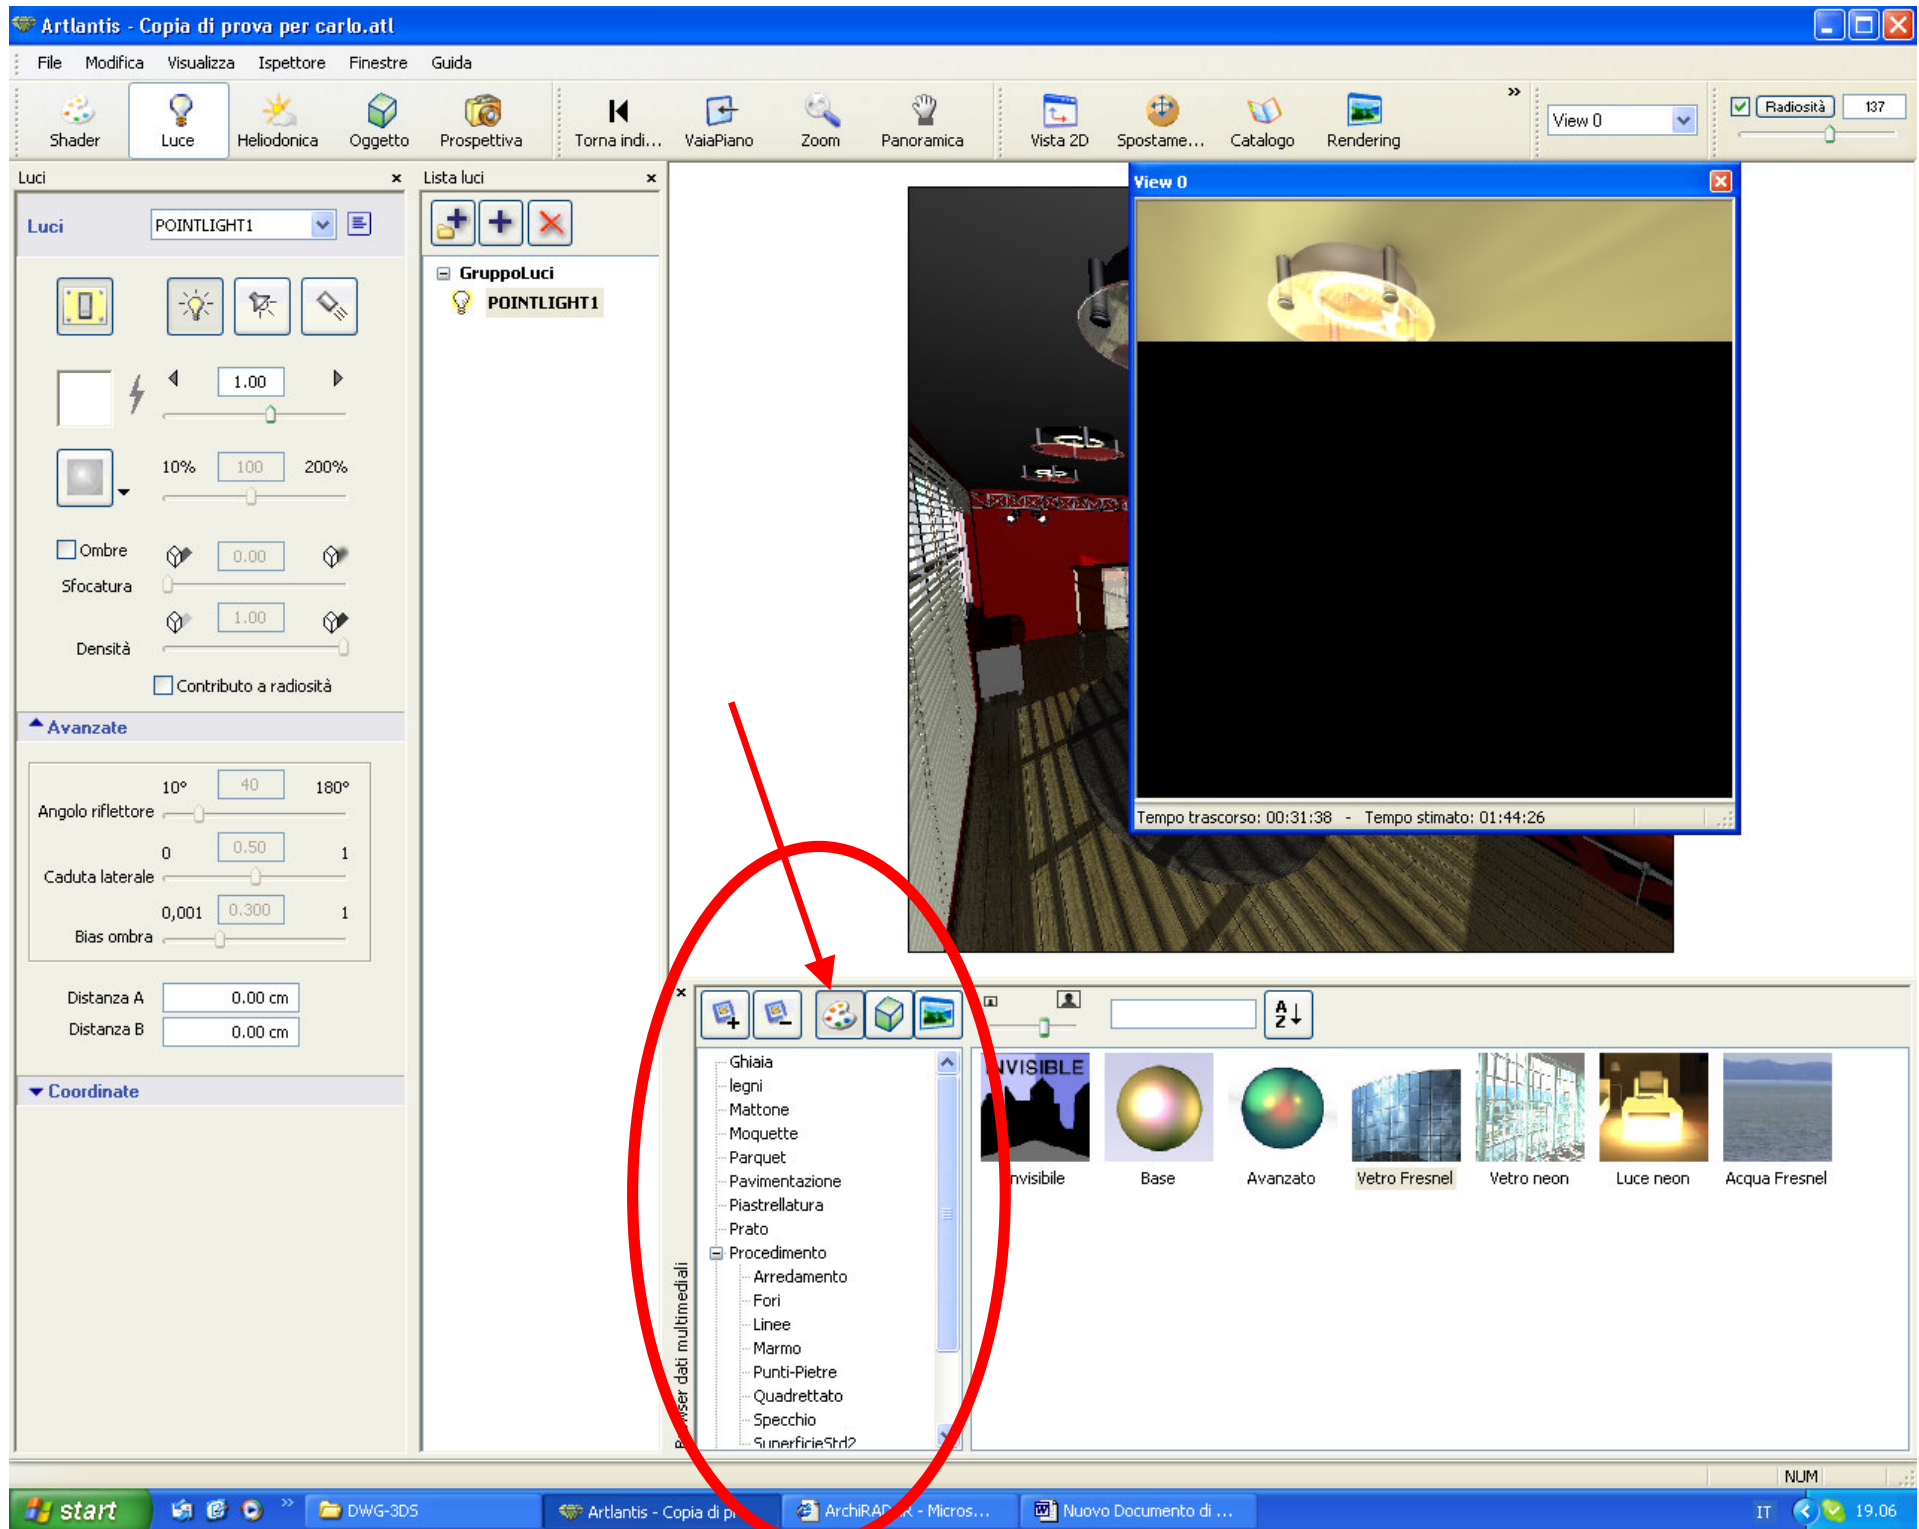 Artlantis - Copia di prova per carlo.atl
File Modifica Visualizza Ispettore Finestre Guida
Shader Luce Heliodonica Oggetto Prospettiva Torna indi... VaiaPiano Zoom Panoramica Vista 2D Spostame... Catalogo Rendering » View 0 Radiosità 137
Luci
Luci POINTLIGHT1
1.00
10% 100 200%
Ombre 0.00
Sfocatura
1.00
Densità
Contributo a radiosità
Avanzate
10° 40 180°
Angolo riflettore
0 0.50 1
Caduta laterale
0,001 0.300 1
Bias ombra
Distanza A 0.00 cm
Distanza B 0.00 cm
Coordinate
Lista luci
GruppoLuci
POINTLIGHT1
View 0
Tempo trascorso: 00:31:38 - Tempo stimato: 01:44:26
A
Z
Ghiaia
legni
Mattone
Moquette
Parquet
Pavimentazione
Piastrellatura
Prato
Procedimento
Arredamento
Fori
Linee
Marmo
Punti-Pietre
Quadrettato
Specchio
SuperficieStd2
dati multimediali
INVISIBLE
Base
Avanzato
Vetro Fresnel
Vetro neon
Luce neon
Acqua Fresnel
NUM
start » DWG-3DS Artlantis - Copia di p Micros... Nuovo Documento di ... IT 19.06